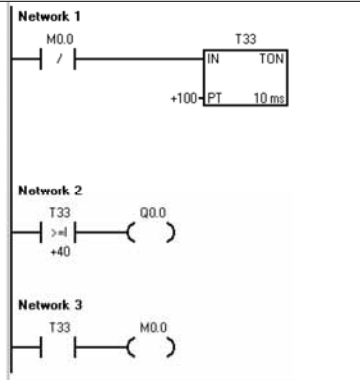 Network 1
M0.0 T33
/
IN TON
+100 PT 10 ms
Network 2
T33 Q0.0
>=I
+40
Network 3
T33 M0.0